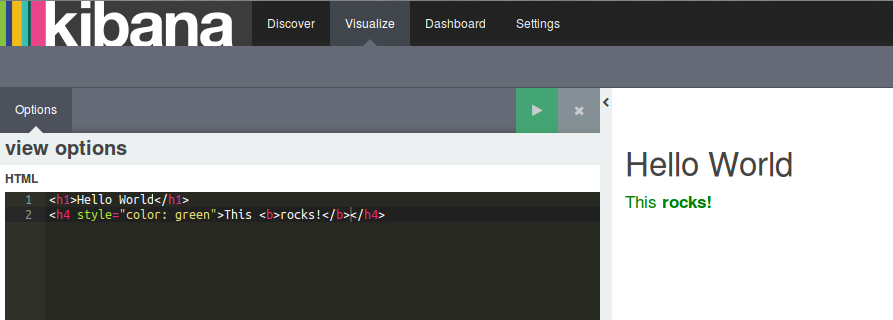 kibana
Discover Visualize Dashboard Settings
Options
view options
HTML
1 <h1>Hello World</h1>
2 <h4 style="color: green">This <b>rocks!</b></h4>
Hello World
This rocks!